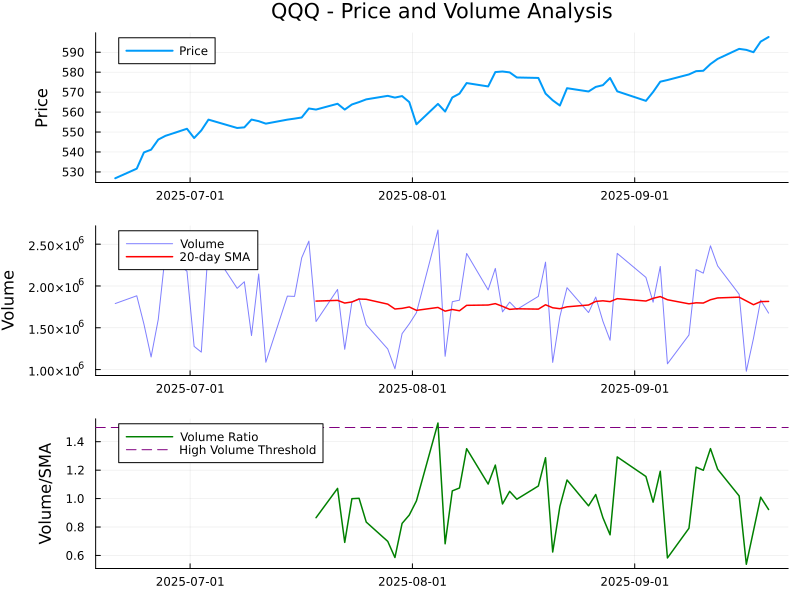 QQQ - Price and Volume Analysis
Price
590
580
570
560
550
540
530
Price
2025-07-01 2025-08-01 2025-09-01
Volume
20-day SMA
2.50×10⁶
2.00×10⁶
1.50×10⁶
1.00×10⁶
Volume
2025-07-01 2025-08-01 2025-09-01
Volume Ratio
High Volume Threshold
1.4
1.2
1.0
0.8
0.6
Volume/SMA
2025-07-01 2025-08-01 2025-09-01